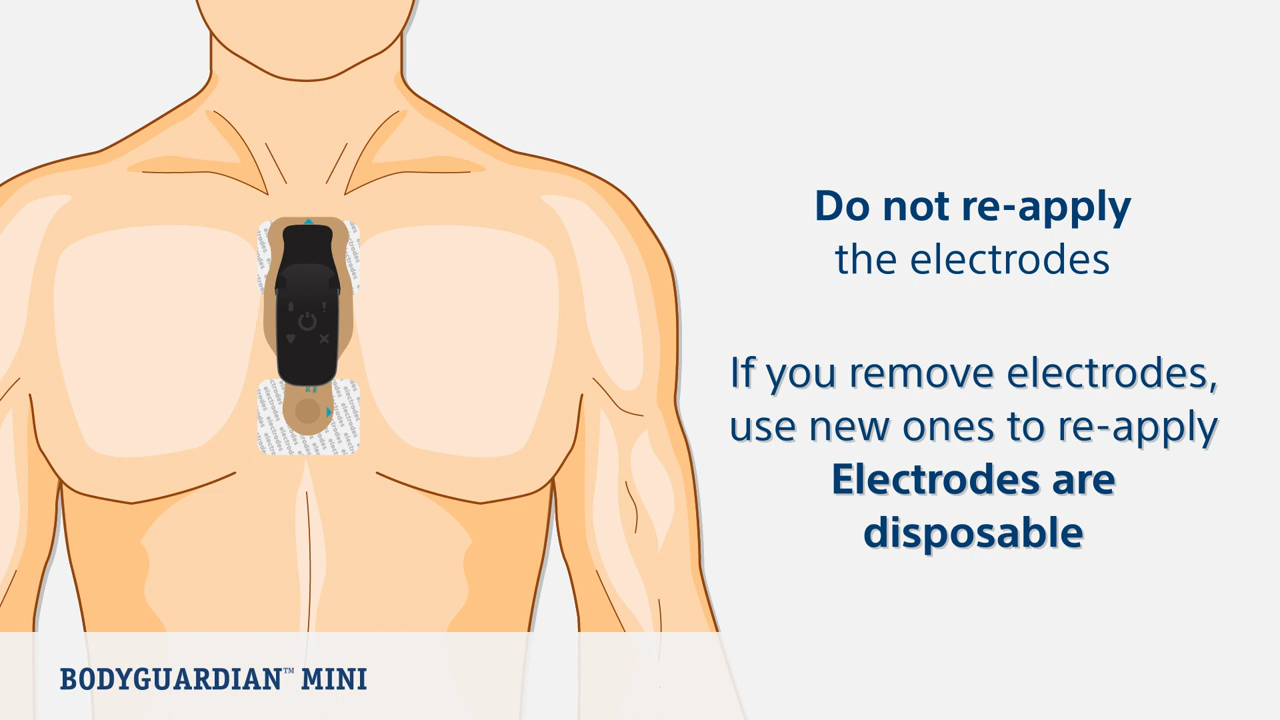 Do not re-apply
the electrodes
If you remove electrodes,
use new ones to re-apply
Electrodes are
disposable
BODYGUARDIAN™ MINI